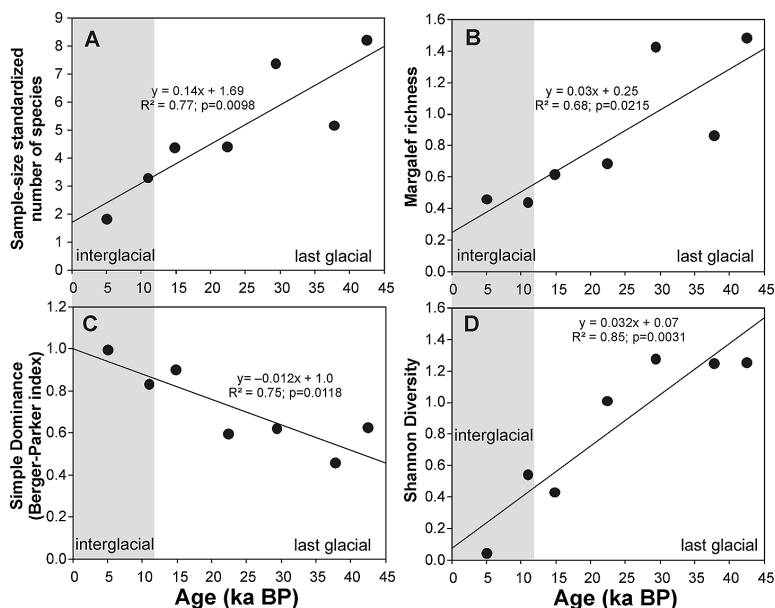 A
Sample-size standardized
number of species
9
8
7
6
5
4
3
2
1
0
y = 0.14x + 1.69
R² = 0.77; p=0.0098
interglacial
last glacial
0 5 10 15 20 25 30 35 40 45
B
Margalef richness
1.6
1.4
1.2
1.0
0.8
0.6
0.4
0.2
0.0
y = 0.03x + 0.25
R² = 0.68; p=0.0215
interglacial
last glacial
0 5 10 15 20 25 30 35 40 45
C
Simple Dominance
(Berger-Parker index)
1.2
1.0
0.8
0.6
0.4
0.2
0.0
y= –0.012x + 1.0
R² = 0.75; p=0.0118
interglacial
last glacial
0 5 10 15 20 25 30 35 40 45
Age (ka BP)
D
Shannon Diversity
1.6
1.4
1.2
1.0
0.8
0.6
0.4
0.2
0.0
y = 0.032x + 0.07
R² = 0.85; p=0.0031
interglacial
last glacial
0 5 10 15 20 25 30 35 40 45
Age (ka BP)